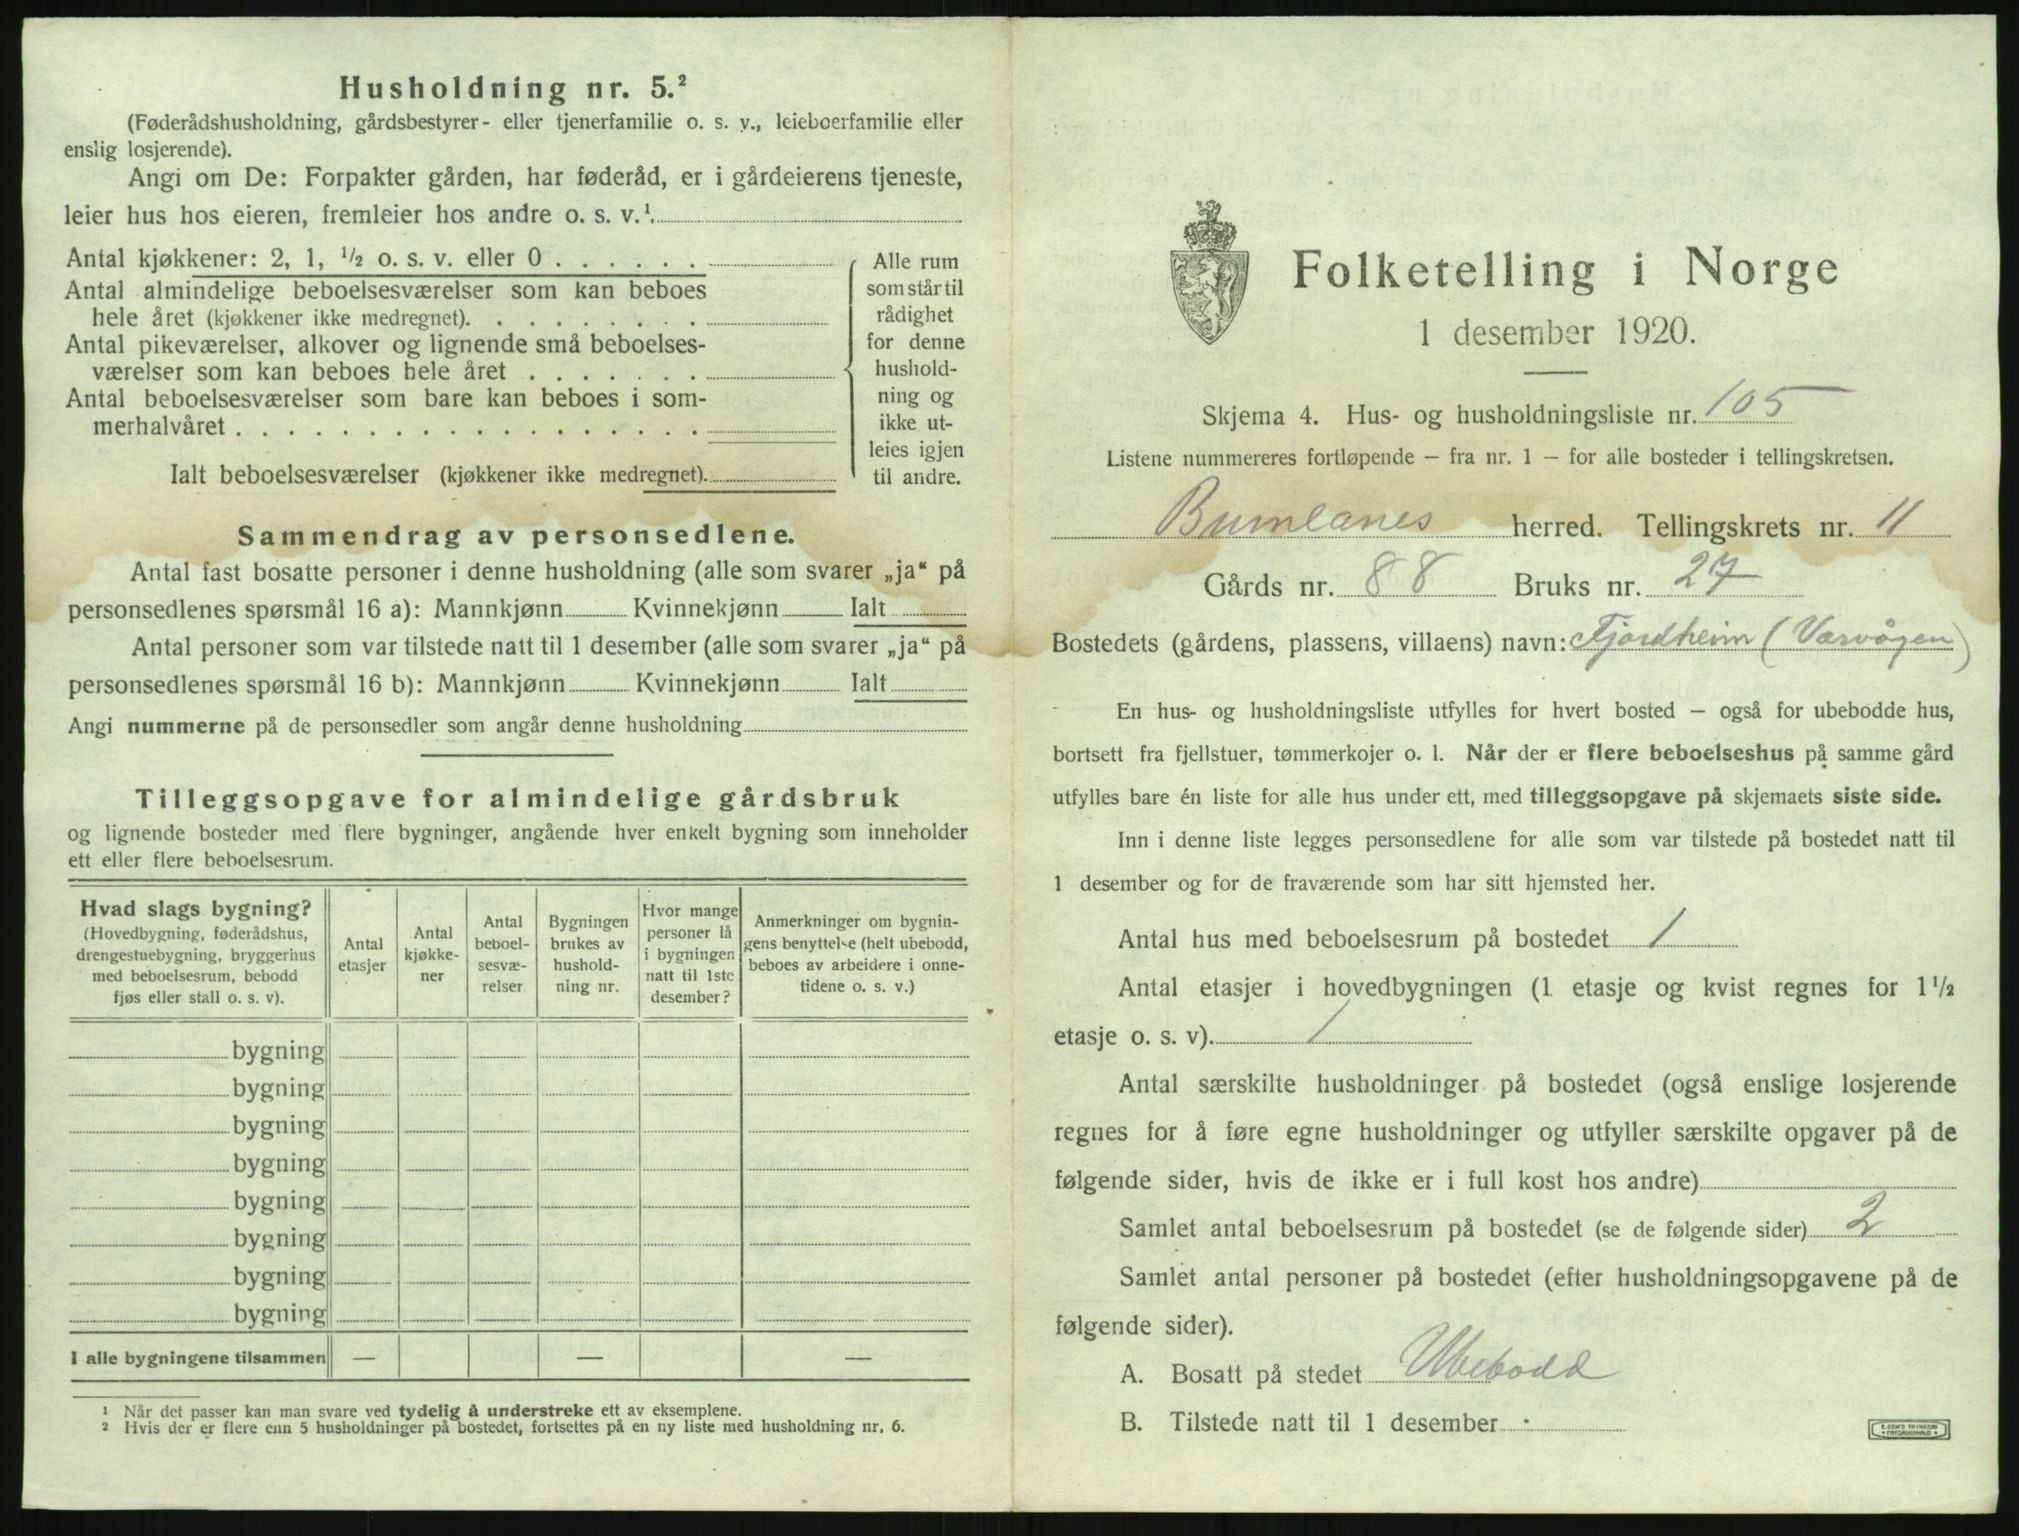 Husholdning nr. 5.²
(Føderådshusholdning, gårdsbestyrer- eller tjenerfamilie o. s. v., leieboerfamilie eller
enslig losjerende).
Angi om De: Forpakter gården, har føderåd, er i gårdeierens tjeneste,
leier hus hos eieren, fremleier hos andre o. s. v.¹
Antal kjøkkener: 2, 1, ½ o. s. v. eller 0 . . . . . .
Antal almindelige beboelsesværelser som kan beboes
hele året (kjøkkener ikke medregnet). . . . . . . . .
Antal pikeværelser, alkover og lignende små beboelses-
værelser som kan beboes hele året . . . . . . .
Antal beboelsesværelser som bare kan beboes i som-
merhalvåret . . . . . . . . . . . . . . . . . .
Ialt beboelsesværelser (kjøkkener ikke medregnet).
Alle rum
som står til
rådighet
for denne
hushold-
ning og
ikke ut-
leies igjen
til andre.
Sammendrag av personsedlene.
Antal fast bosatte personer i denne husholdning (alle som svarer „ja“ på
personsedlenes spørsmål 16 a): Mannkjønn Kvinnekjønn Ialt
Antal personer som var tilstede natt til 1 desember (alle som svarer „ja“ på
personsedlenes spørsmål 16 b): Mannkjønn Kvinnekjønn Ialt
Angi nummerne på de personsedler som angår denne husholdning
Tilleggsopgave for almindelige gårdsbruk
og lignende bosteder med flere bygninger, angående hver enkelt bygning som inneholder
ett eller flere beboelsesrum.
Hvad slags bygning?
(Hovedbygning, føderådshus,
drengestuebygning, bryggerhus
med beboelsesrum, bebodd
fjøs eller stall o. s. v).
Antal
etasjer
Antal
kjøkke-
ner
Antal
beboel-
sesvæ-
relser
Bygningen
brukes av
hushold-
ning nr.
Hvor mange
personer lå
i bygningen
natt til 1ste
desember?
Anmerkninger om bygnin-
gens benyttelse (helt ubebodd,
beboes av arbeidere i onne-
tidene o. s. v.)
bygning
bygning
bygning
bygning
bygning
bygning
bygning
bygning
I alle bygningene tilsammen — — —
¹ Når det passer kan man svare ved tydelig å understreke ett av eksemplene.
² Hvis der er flere enn 5 husholdninger på bostedet, fortsettes på en ny liste med husholdning nr. 6.
Folketelling i Norge
1 desember 1920.
Skjema 4. Hus- og husholdningsliste nr. 105
Listene nummereres fortløpende — fra nr. 1 — for alle bosteder i tellingskretsen.
Bumlanes herred. Tellingskrets nr. 11
Gårds nr. 88 Bruks nr. 27
Bostedets (gårdens, plassens, villaens) navn: Fjordheim (Varvågen)
En hus- og husholdningsliste utfylles for hvert bosted — også for ubebodde hus,
bortsett fra fjellstuer, tømmerkojer o. l. Når der er flere beboelseshus på samme gård
utfylles bare én liste for alle hus under ett, med tilleggsopgave på skjemaets siste side.
Inn i denne liste legges personsedlene for alle som var tilstede på bostedet natt til
1 desember og for de fraværende som har sitt hjemsted her.
Antal hus med beboelsesrum på bostedet 1
Antal etasjer i hovedbygningen (1 etasje og kvist regnes for 1½
etasje o. s. v). 1
Antal særskilte husholdninger på bostedet (også enslige losjerende
regnes for å føre egne husholdninger og utfyller særskilte opgaver på de
følgende sider, hvis de ikke er i full kost hos andre)
Samlet antal beboelsesrum på bostedet (se de følgende sider) 2
Samlet antal personer på bostedet (efter husholdningsopgavene på de
følgende sider).
A. Bosatt på stedet Ubebodd
B. Tilstede natt til 1 desember